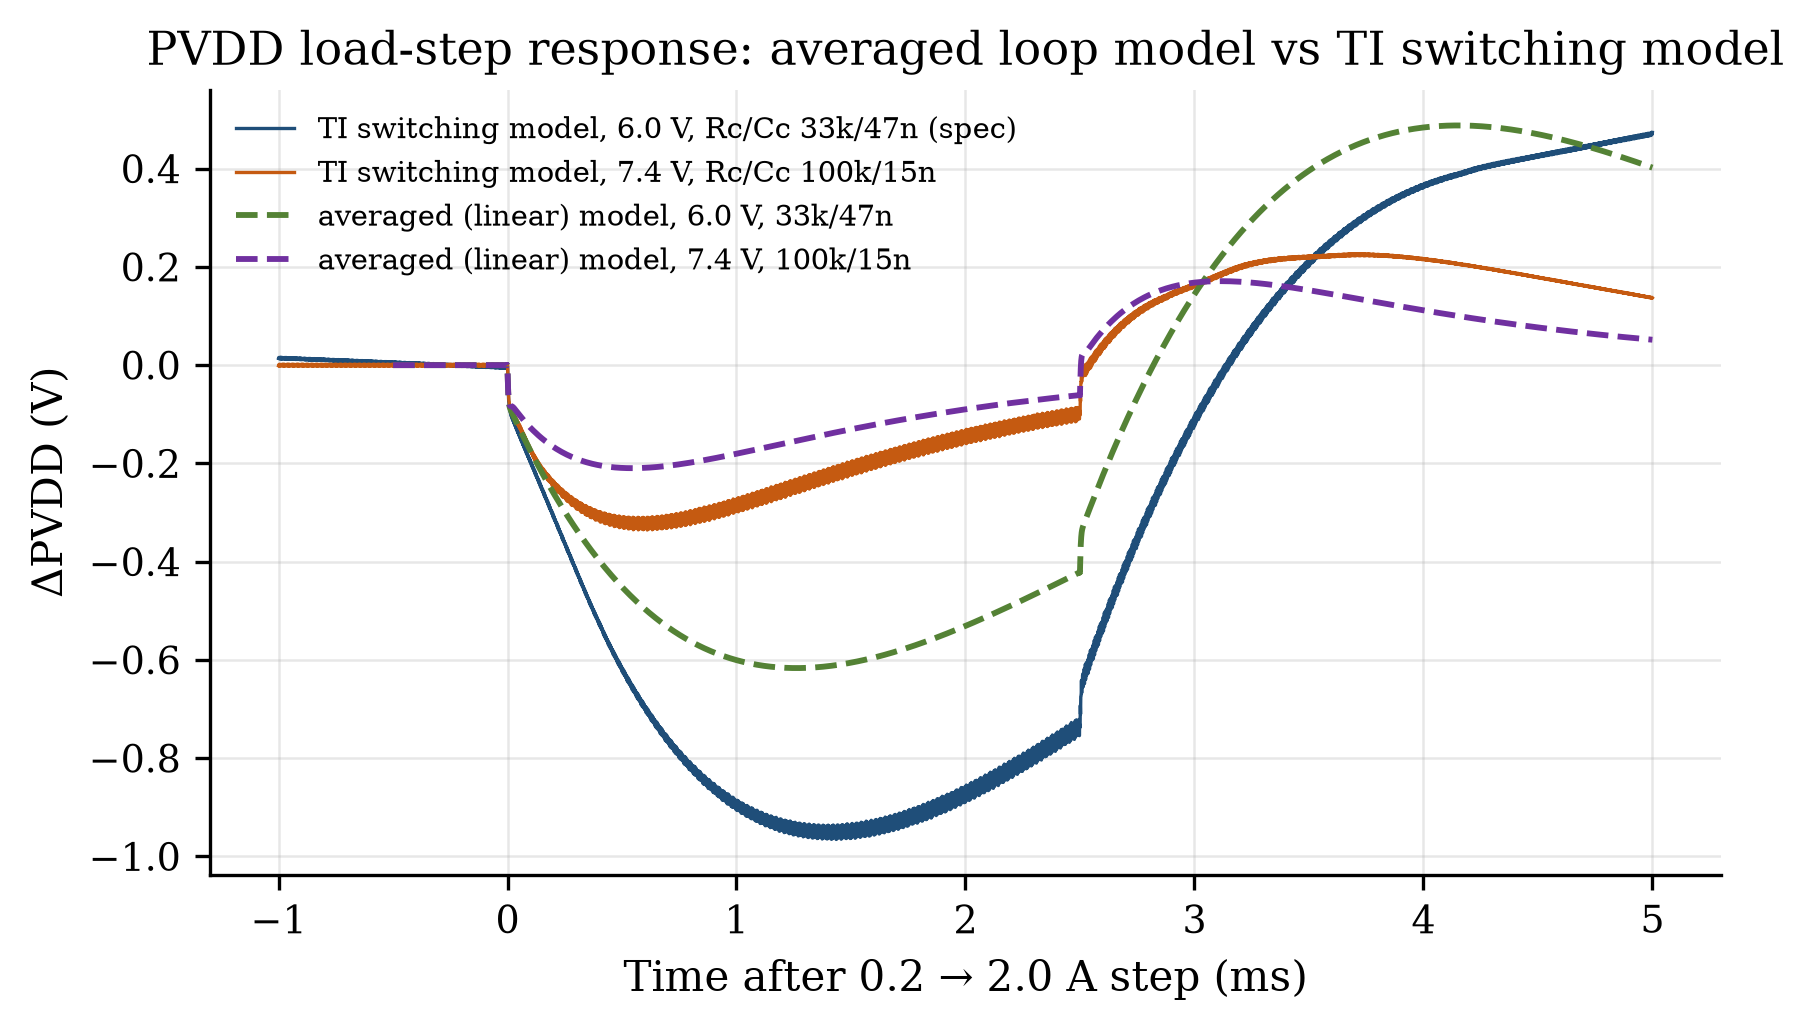 PVDD load-step response: averaged loop model vs TI switching model
TI switching model, 6.0 V, Rc/Cc 33k/47n (spec)
TI switching model, 7.4 V, Rc/Cc 100k/15n
averaged (linear) model, 6.0 V, 33k/47n
averaged (linear) model, 7.4 V, 100k/15n
ΔPVDD (V)
0.4
0.2
0.0
−0.2
−0.4
−0.6
−0.8
−1.0
−1 0 1 2 3 4 5
Time after 0.2 → 2.0 A step (ms)